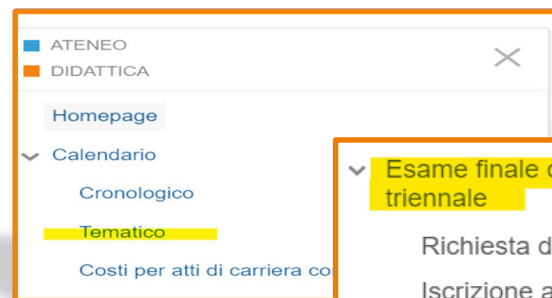 ATENEO
DIDATTICA
Homepage
Calendario
Cronologico
Tematico
Costi per atti di carriera
Esame finale
triennale
Richiesta
Iscrizione